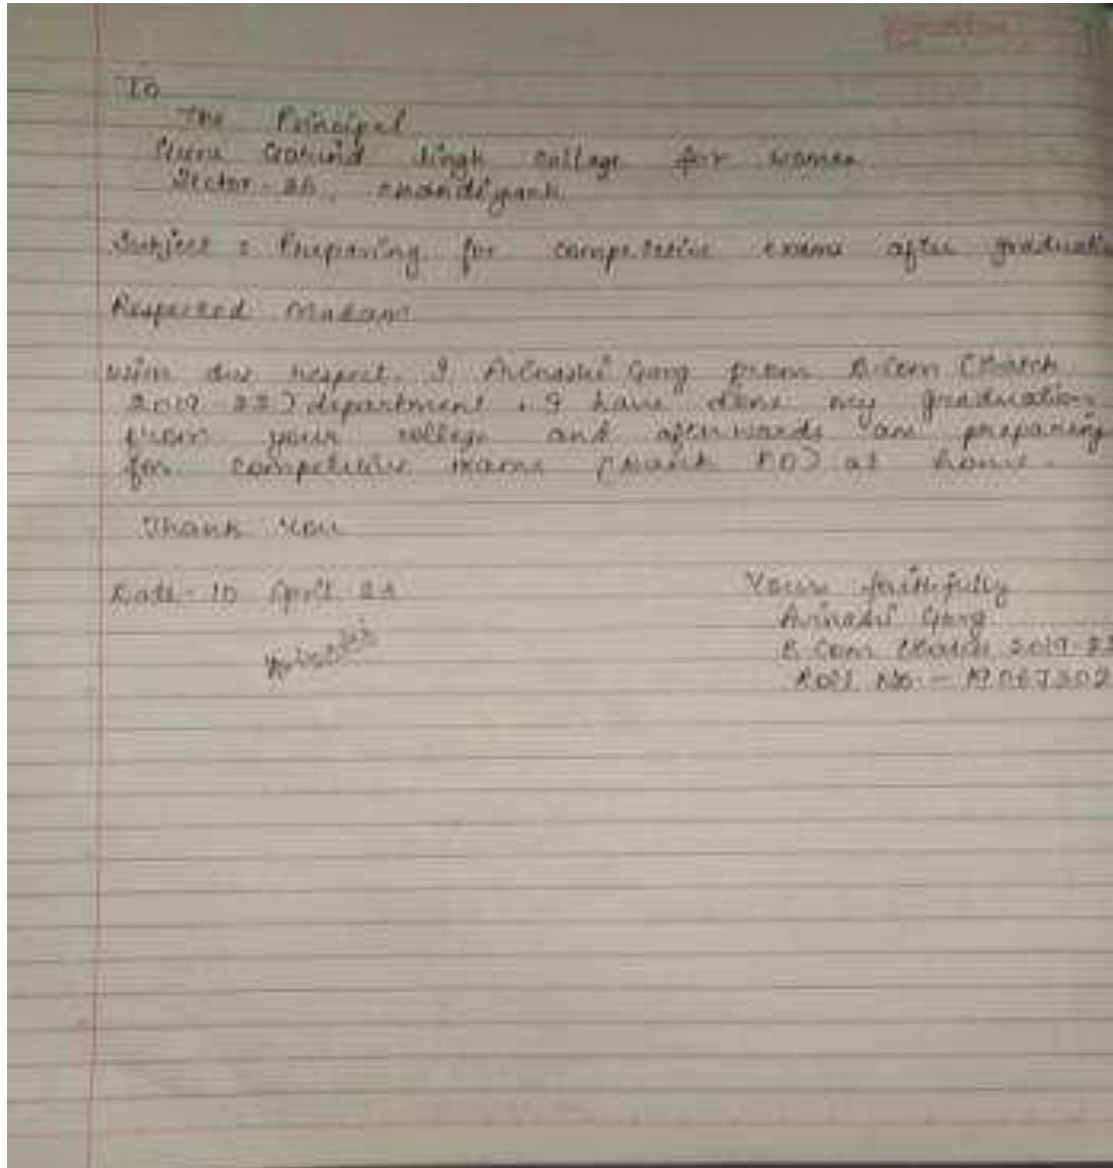 To
The Principal
Guru Gobind Singh College for Women
Sector-26, Chandigarh
Subject : Preparing for competitive exams after
Respected Madam
With due respect, I Avinashi Garg from B.Com (Batch
2019-22) department. I have done my graduation
from your college and afterwards am preparing
for competitive exams (Bank PO) at home.
Thank You
Date - 10 April
Yours faithfully
Avinashi Garg
B.Com (Batch 2019-22
Roll No. -